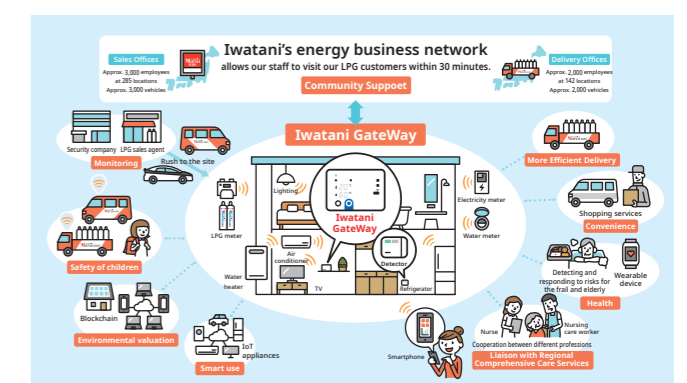 Iwatani's energy business network
allows our staff to visit our LPG customers within 30 minutes.
Community Suppoet
Sales Offices
Approx. 3,000 employees
at 285 locations
Approx. 3,000 vehicles
Delivery Offices
Approx. 2,000 employees
at 142 locations
Approx. 2,000 vehicles
Iwatani GateWay
Security company
LPG sales agent
Monitoring
Rush to the site
Safety of children
Blockchain
Environmental valuation
IoT
appliances
Smart use
LPG meter
Water
heater
Lighting
Air
conditioner
TV
Iwatani
GateWay
Detector
Refrigerator
Electricity meter
Water meter
More Efficient Delivery
Shopping services
Convenience
Detecting and
responding to risks for
the frail and elderly
Wearable
device
Health
Smartphone
Nurse
Nursing
care worker
Cooperation between different professions
Liaison with Regional
Comprehensive Care Services